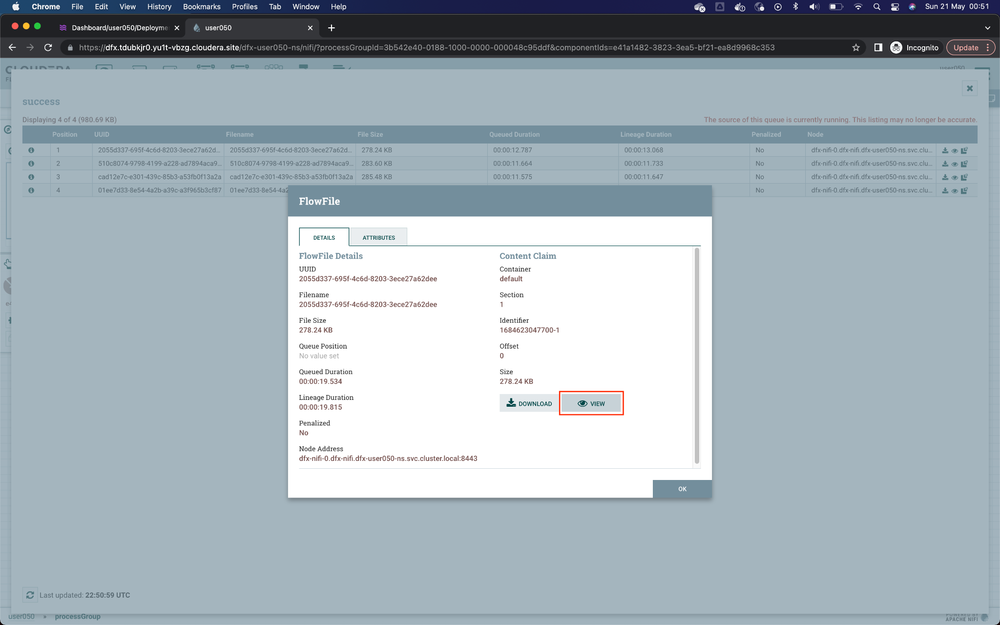 Chrome File Edit View History Bookmarks Profiles Tab Window Help Sun 21 May 00:51
Dashboard/user050/Deployme
user050
https://dfx.tdubkjr0.yu1t-vbzg.cloudera.site/dfx-user050-ns/nifi/?processGroupId=3b542e40-0188-1000-0000-000048c95ddf&componentIds=e41a1482-3823-3ea5-bf21-ea8d9968c353
Incognito
Update
CLOUDERA
user050
success
Displaying 4 of 4 (980.69 KB)
The source of this queue is currently running. This listing may no longer be accurate.
Position UUID Filename File Size Queued Duration Lineage Duration Penalized Node
1 2055d337-695f-4c6d-8203-3ece27a62d... 2055d337-695f-4c6d-8203-3ece27a62d... 278.24 KB 00:00:12.787 00:00:13.068 No dfx-nifi-0.dfx-nifi.dfx-user050-ns.svc.clu...
2 510c8074-9798-4199-a228-ad7894aca9... 510c8074-9798-4199-a228-ad7894aca9... 283.60 KB 00:00:11.664 00:00:11.733 No dfx-nifi-0.dfx-nifi.dfx-user050-ns.svc.clu...
3 cad12e7c-e301-439c-85b3-a53fb0f13a2a cad12e7c-e301-439c-85b3-a53fb0f13a2a 285.48 KB 00:00:11.575 00:00:11.647 No dfx-nifi-0.dfx-nifi.dfx-user050-ns.svc.clu...
4 01ee7d33-8e54-4a2b-a39c-a3f965b3cf87 01ee7d33-8e54-4a2 No dfx-nifi-0.dfx-nifi.dfx-user050-ns.svc.clu...
FlowFile
DETAILS
ATTRIBUTES
FlowFile Details
UUID
2055d337-695f-4c6d-8203-3ece27a62dee
Filename
2055d337-695f-4c6d-8203-3ece27a62dee
File Size
278.24 KB
Queue Position
No value set
Queued Duration
00:00:19.534
Lineage Duration
00:00:19.815
Penalized
No
Node Address
dfx-nifi-0.dfx-nifi.dfx-user050-ns.svc.cluster.local:8443
Content Claim
Container
default
Section
1
Identifier
1684623047700-1
Offset
0
Size
278.24 KB
DOWNLOAD
VIEW
OK
Last updated: 22:50:59 UTC
user050 » processGroup
POWERED BY
APACHE NIFI